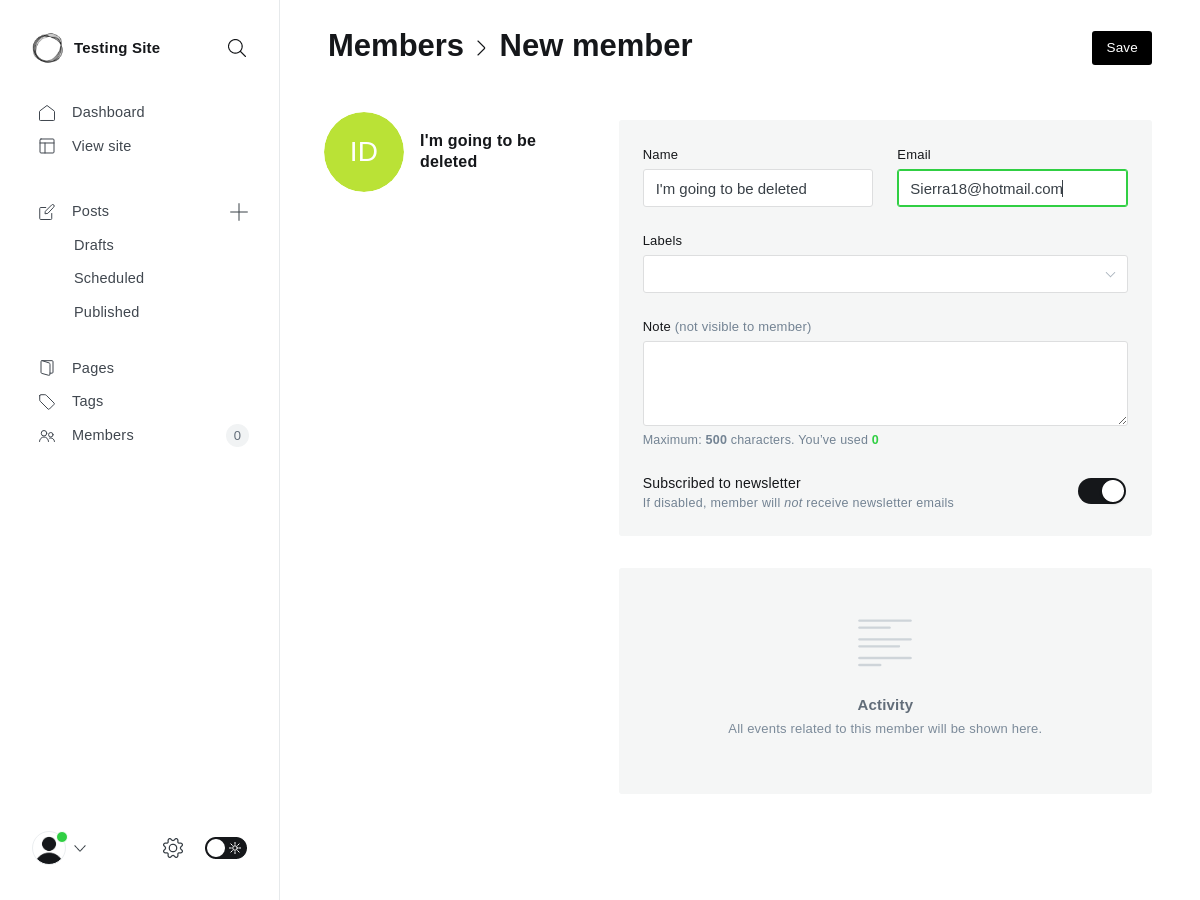 Testing Site
Members > New member
Save
Dashboard
View site
Posts
Drafts
Scheduled
Published
Pages
Tags
Members
0
ID
I'm going to be
deleted
Name
Email
I'm going to be deleted
Sierra18@hotmail.com
Labels
Note (not visible to member)
Maximum: 500 characters. You've used 0
Subscribed to newsletter
If disabled, member will not receive newsletter emails
Activity
All events related to this member will be shown here.